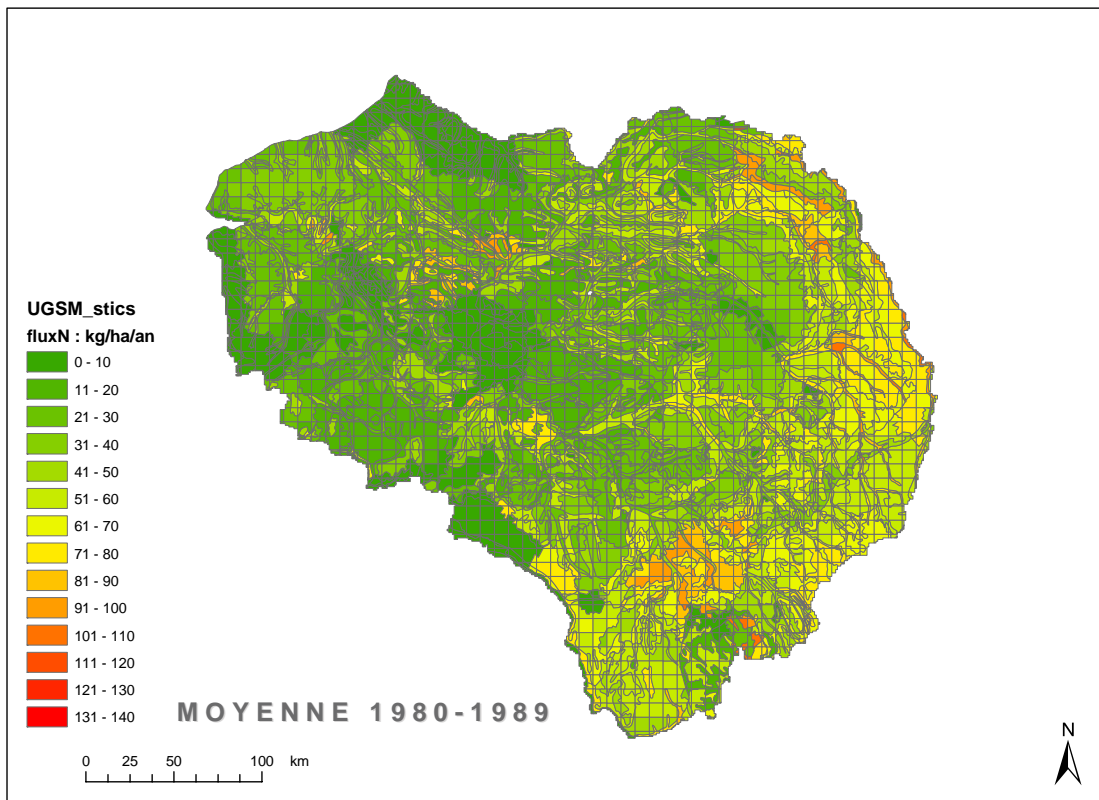 UGSM_stics
fluxN : kg/ha/an
0 - 10
11 - 20
21 - 30
31 - 40
41 - 50
51 - 60
61 - 70
71 - 80
81 - 90
91 - 100
101 - 110
111 - 120
121 - 130
131 - 140
MOYENNE 1980-1989
0 25 50 100 km
N